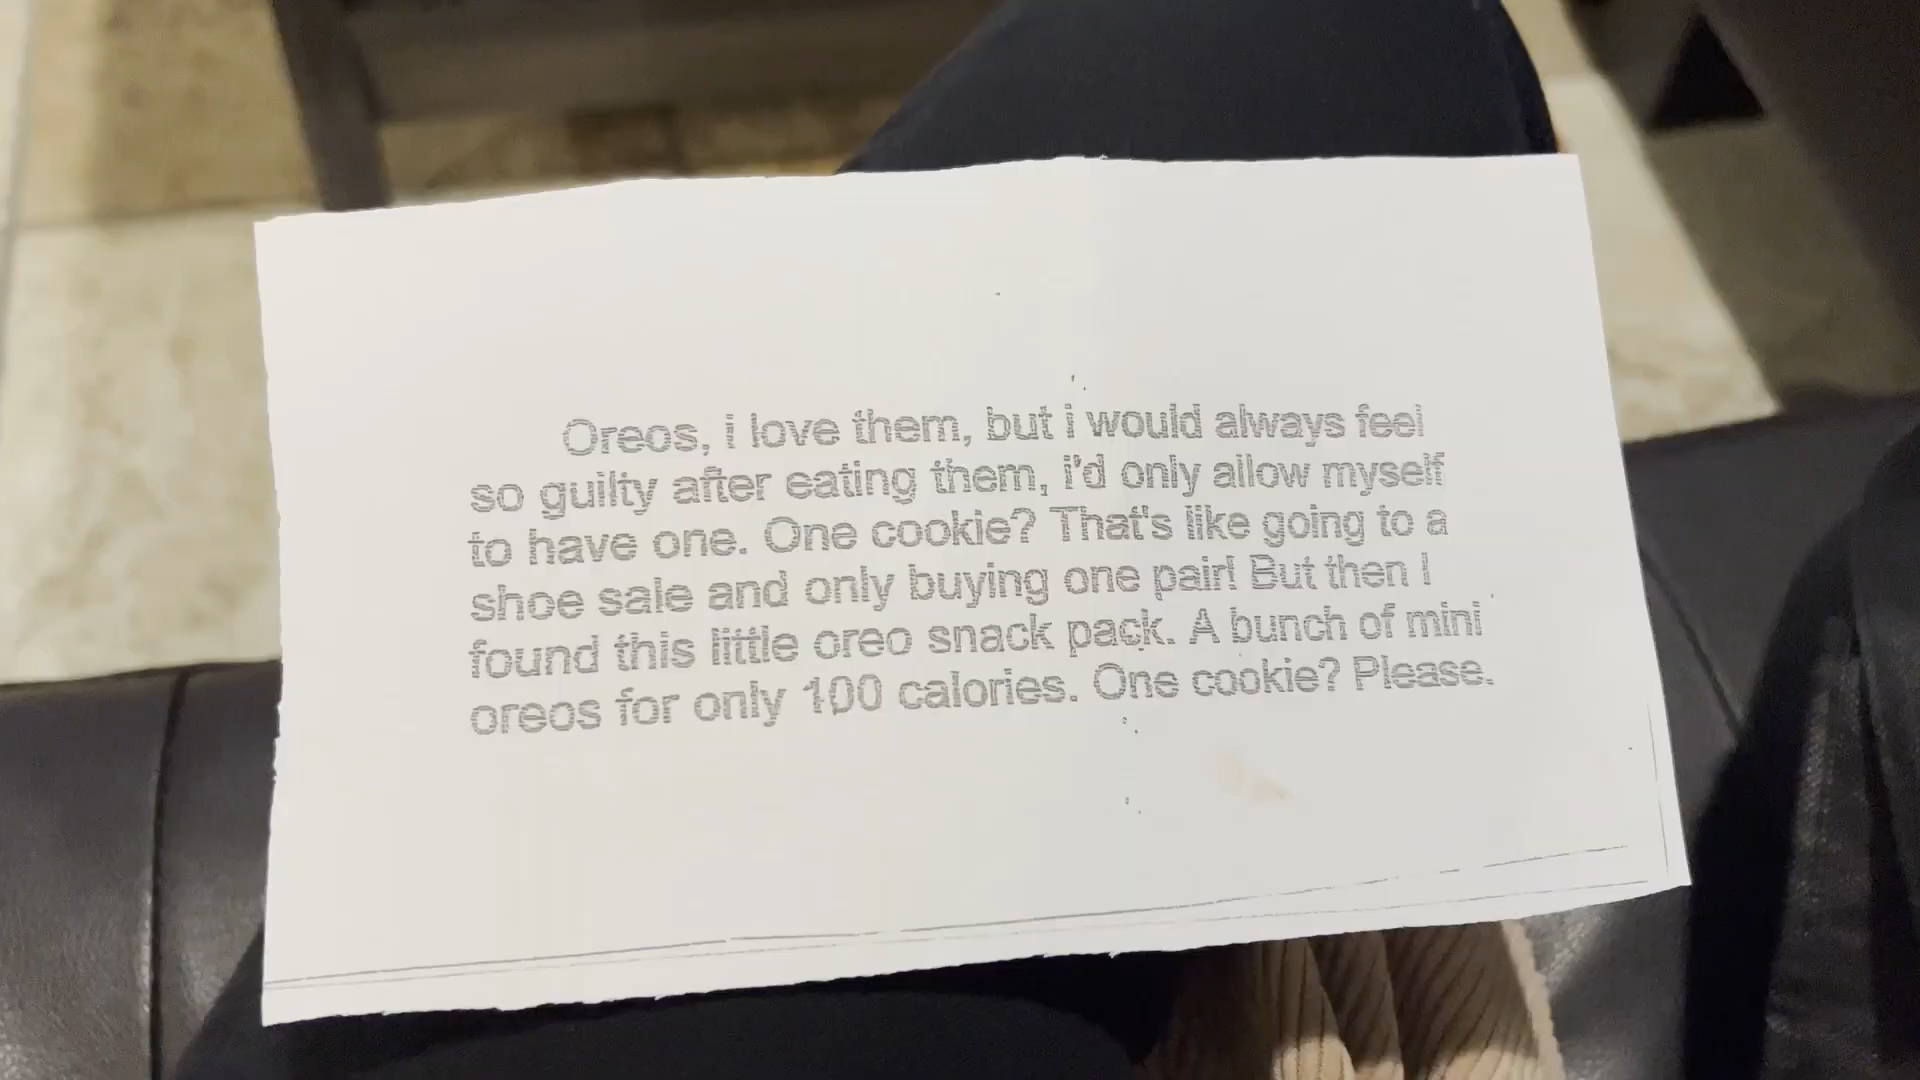 Oreos, i love them, but i would always feel
so guilty after eating them, i'd only allow myself
to have one. One cookie? That's like going to a
shoe sale and only buying one pair! But then I
found this little oreo snack pack. A bunch of mini
oreos for only 100 calories. One cookie? Please.